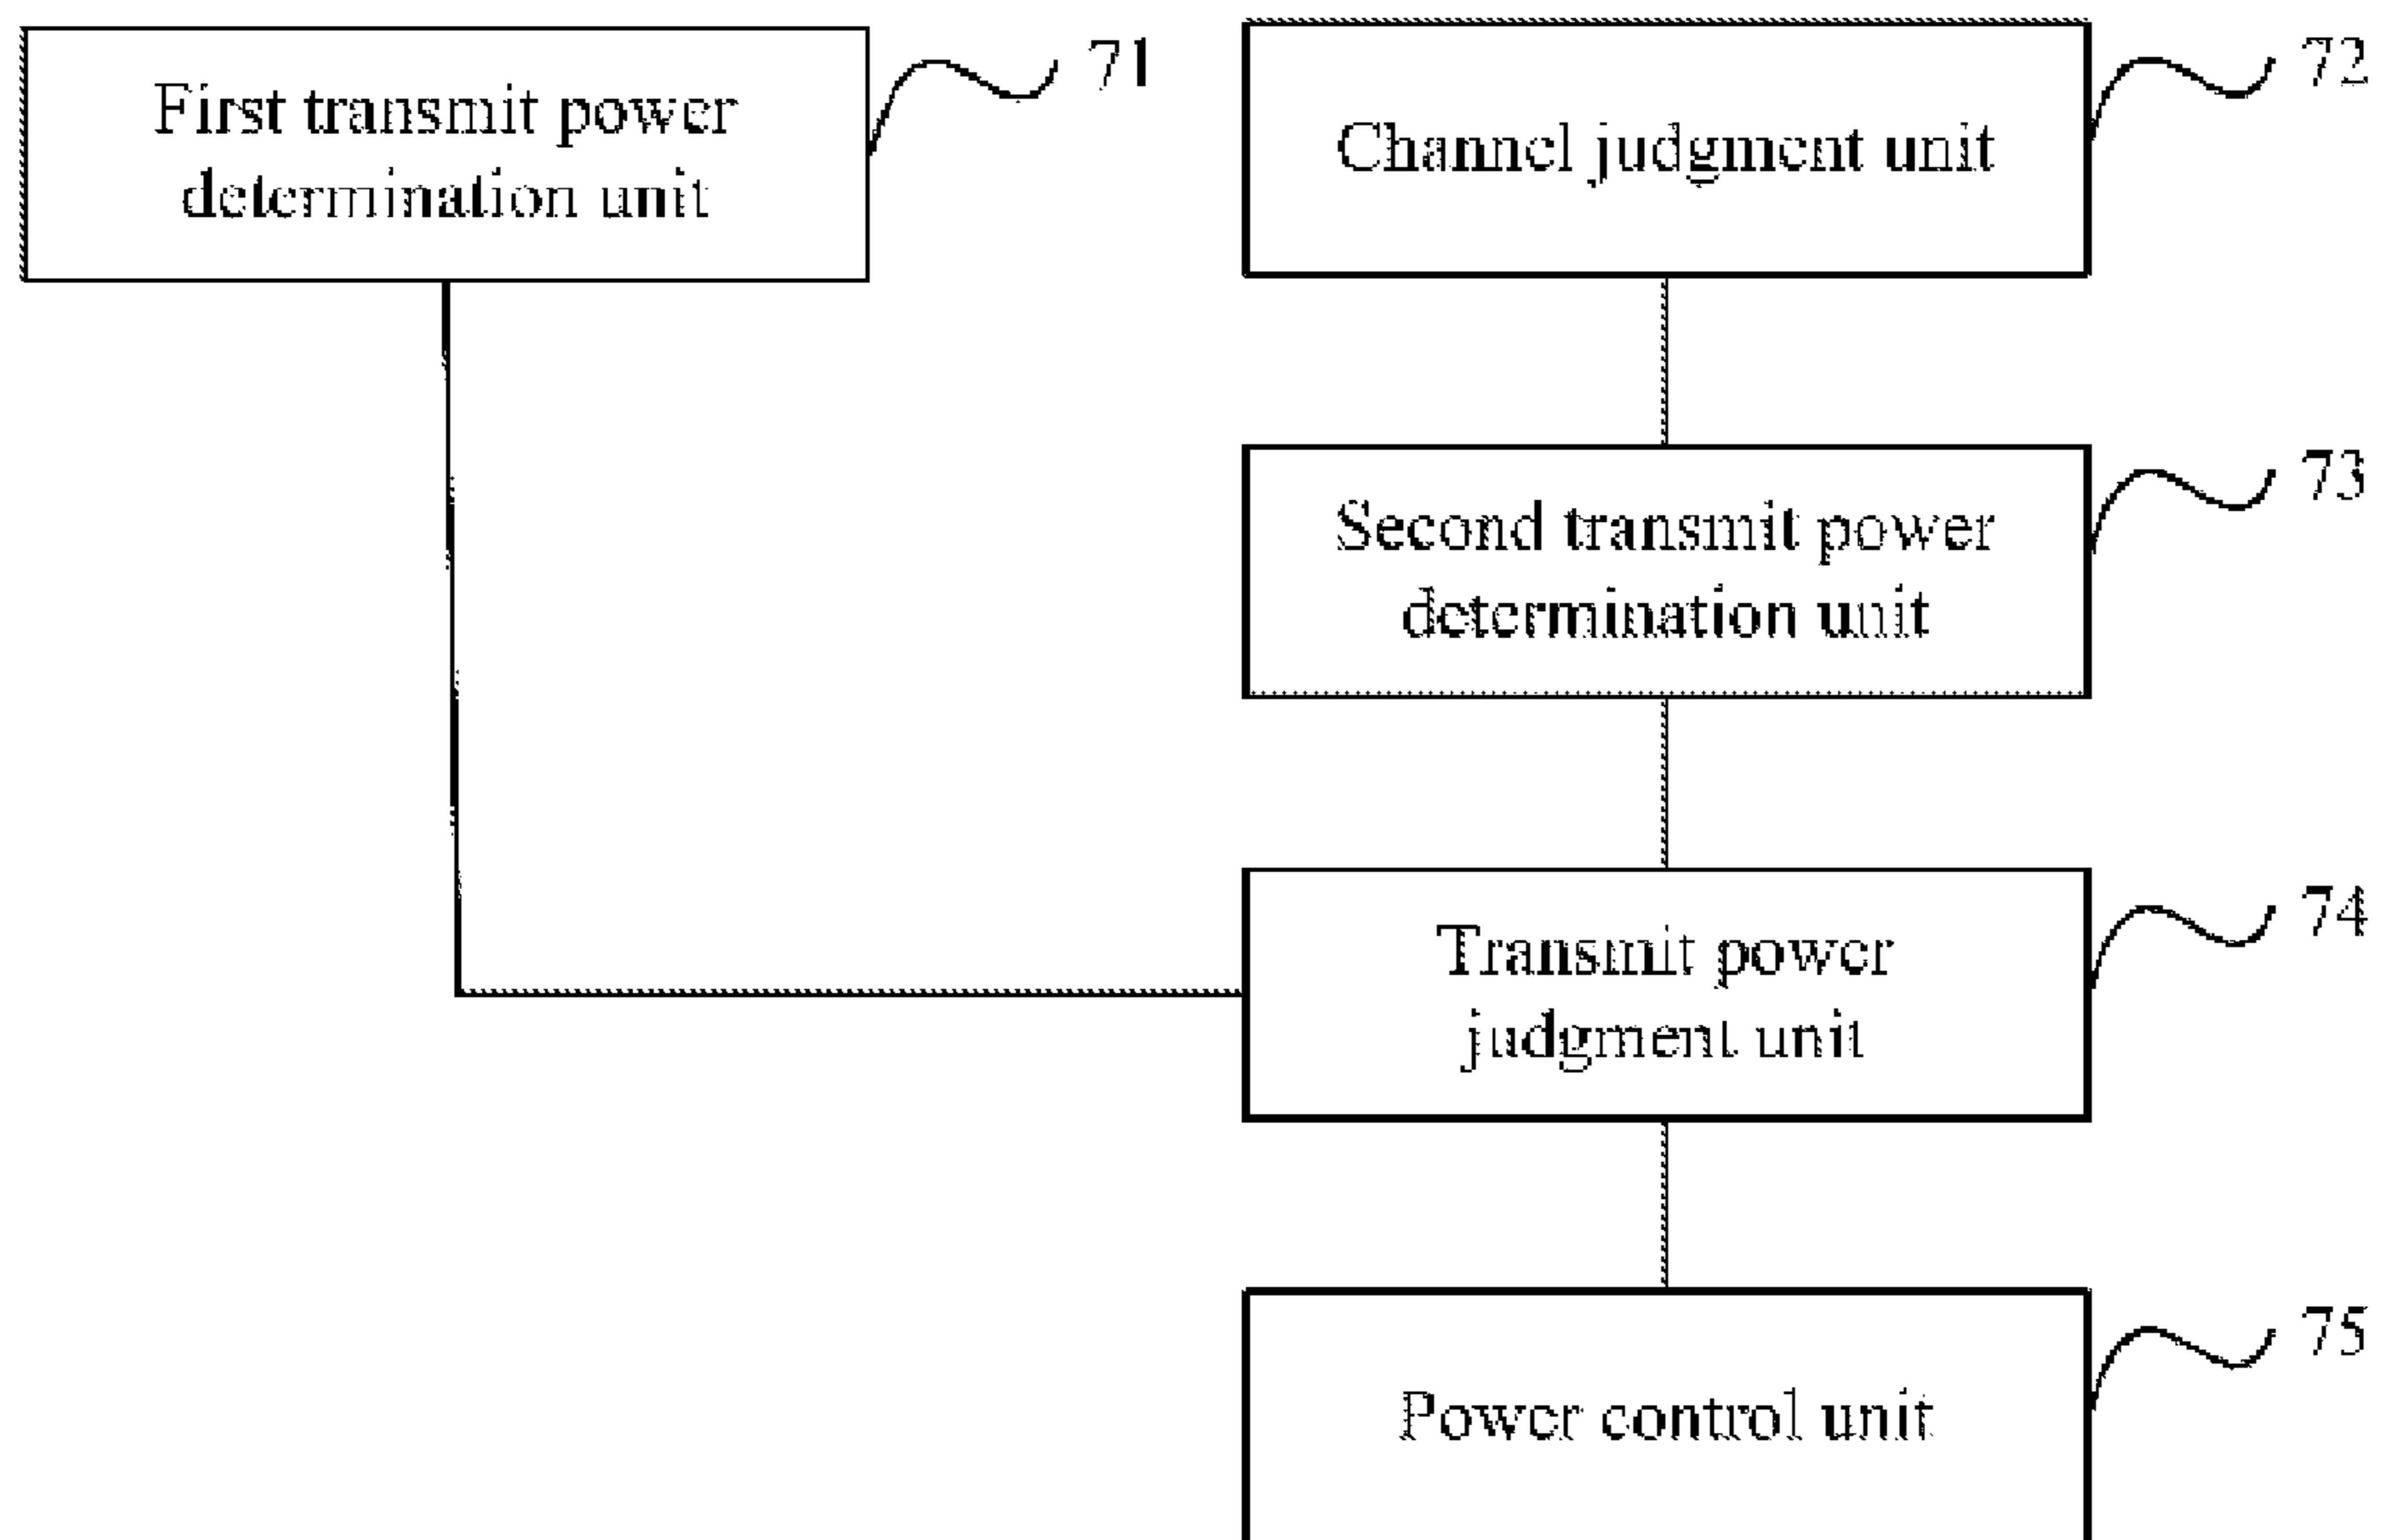 First transmit power
determination unit
71
Channel judgment unit
72
Second transmit power
determination unit
73
Transmit power
judgment unit
74
Power control unit
75